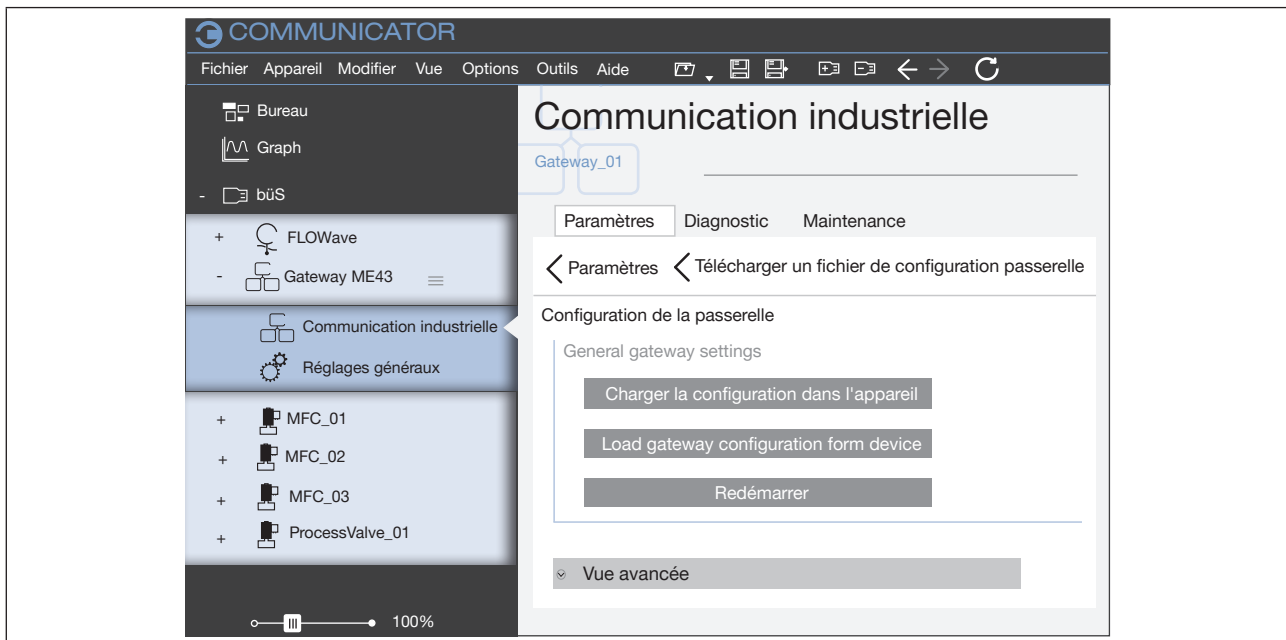 COMMUNICATOR
Fichier Appareil Modifier Vue Options Outils Aide
Bureau
Graph
- büS
+ FLOWave
- Gateway ME43
Communication industrielle
Réglages généraux
+ MFC_01
+ MFC_02
+ MFC_03
+ ProcessValve_01
100%
Communication industrielle
Gateway_01
Paramètres Diagnostic Maintenance
Paramètres Télécharger un fichier de configuration passerelle
Configuration de la passerelle
General gateway settings
Charger la configuration dans l'appareil
Load gateway configuration form device
Redémarrer
Vue avancée